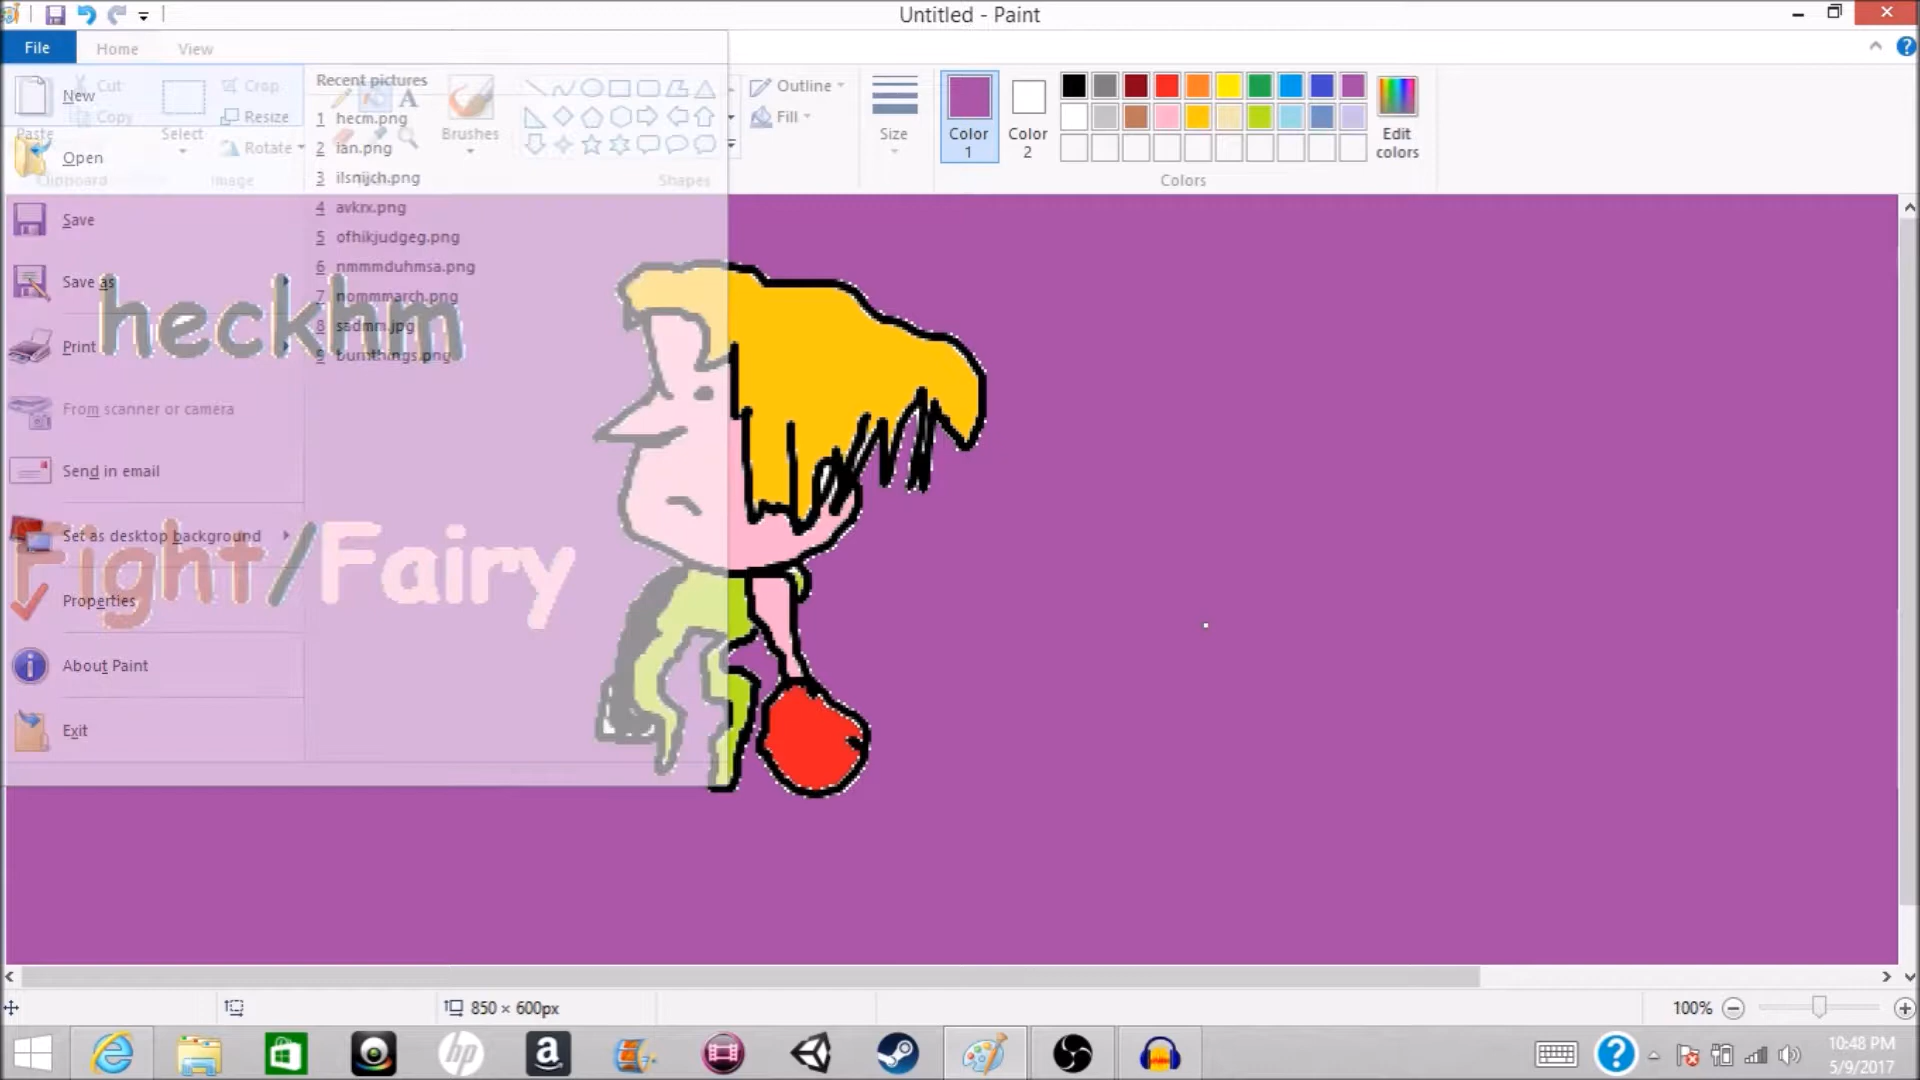 Untitled - Paint
File Home View
New
Cut
Copy
Paste
Open
Clipboard
Select
Crop
Resize
Rotate
Image
Recent pictures
1 hecm.png
2 ian.png
3 ilsnijch.png
4 avkrx.png
5 ofhikjudgeg.png
6 nmmmduhmsa.png
7 nommmarch.png
8 sadmm.jpg
9 burnthings.png
Brushes
Shapes
Outline
Fill
Size
Color 1
Color 2
Edit colors
Colors
Save
Save as
Print
From scanner or camera
Send in email
Set as desktop background
Properties
About Paint
Exit
heckhm
Fight/Fairy
850 × 600px
100%
hp
a
10:48 PM
5/9/2017